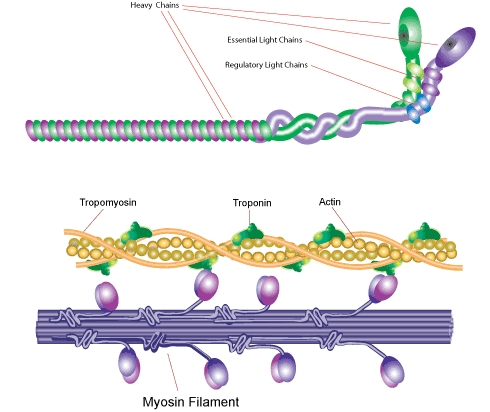 Heavy Chains
Essential Light Chains
Regulatory Light Chains
Tropomyosin
Troponin
Actin
Myosin Filament